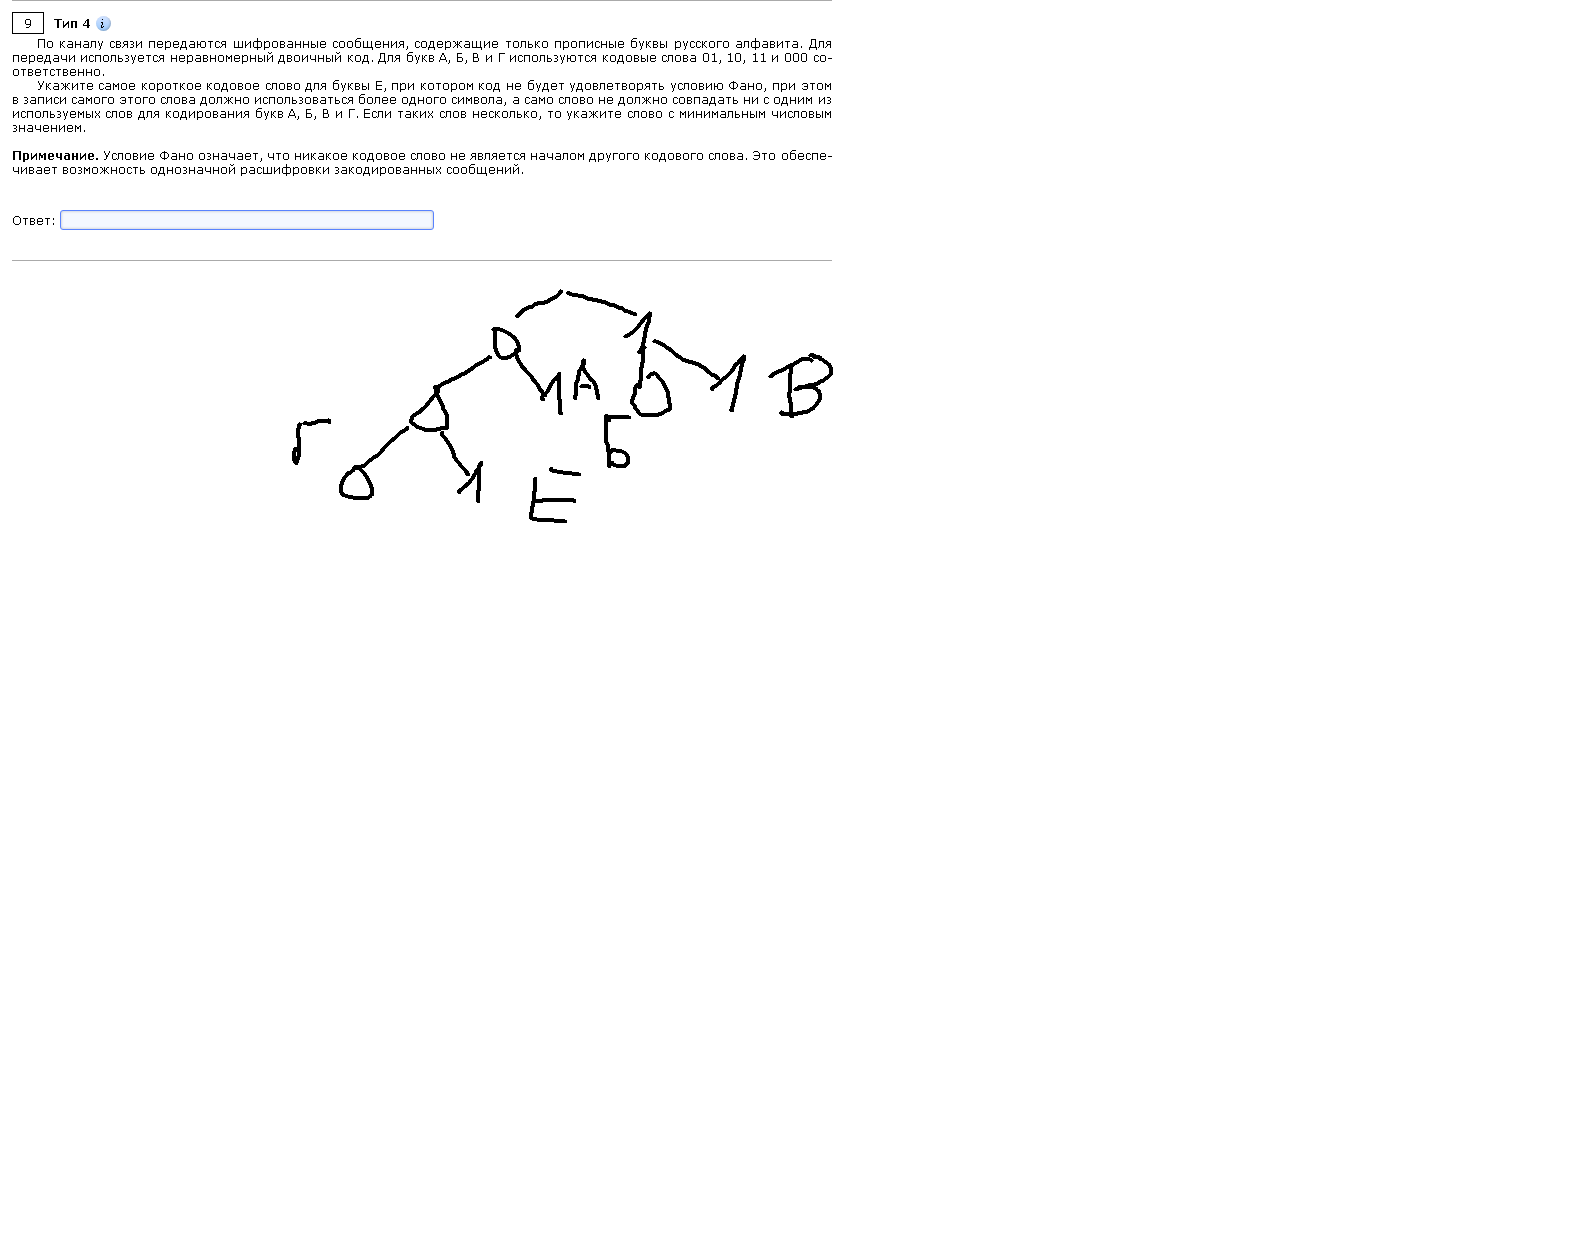 9 Тип 4 i
По каналу связи передаются шифрованные сообщения, содержащие только прописные буквы русского алфавита. Для
передачи используется неравномерный двоичный код. Для букв А, Б, В и Г используются кодовые слова 01, 10, 11 и 000 со-
ответственно.
Укажите самое короткое кодовое слово для буквы Е, при котором код не будет удовлетворять условию Фано, при этом
в записи самого этого слова должно использоваться более одного символа, а само слово не должно совпадать ни с одним из
используемых слов для кодирования букв А, Б, В и Г. Если таких слов несколько, то укажите слово с минимальным числовым
значением.
Примечание. Условие Фано означает, что никакое кодовое слово не является началом другого кодового слова. Это обеспе-
чивает возможность однозначной расшифровки закодированных сообщений.
Ответ:
0 1
0 1 А 0 1 В
Г Б
0 1 Е